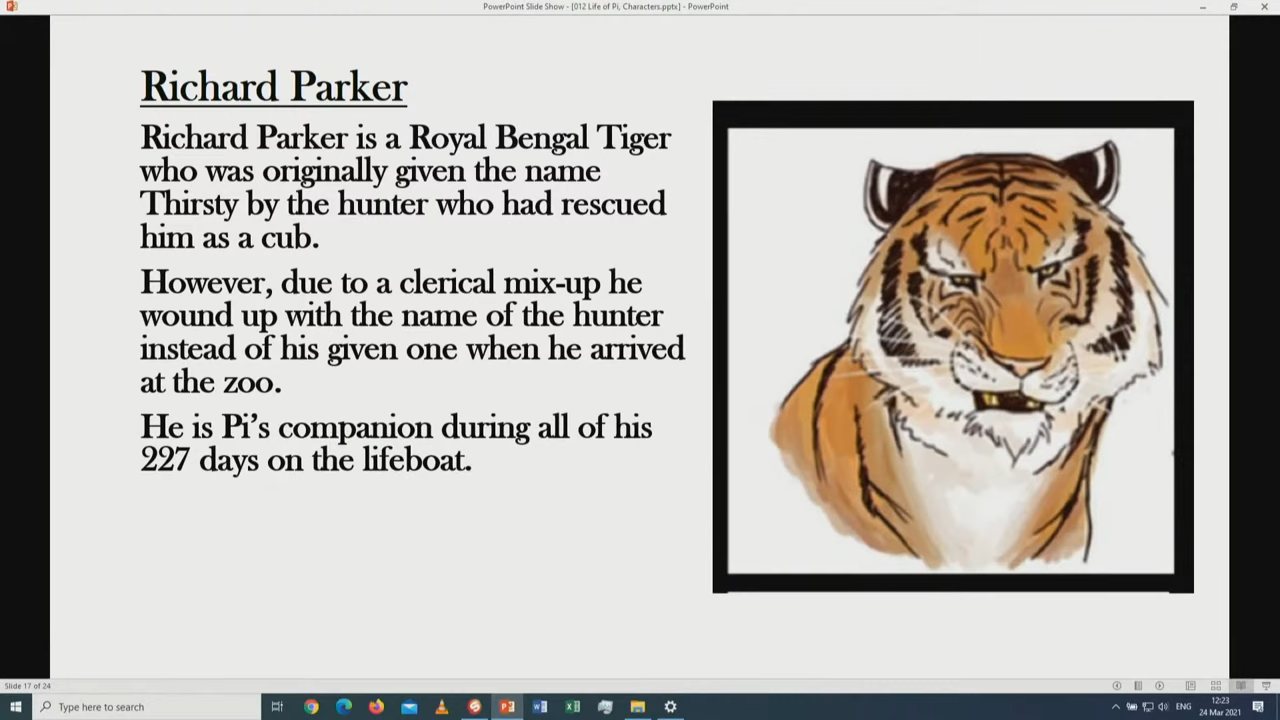 PowerPoint Slide Show - [012 Life of Pi, Characters.pptx] - PowerPoint
Richard Parker
Richard Parker is a Royal Bengal Tiger
who was originally given the name
Thirsty by the hunter who had rescued
him as a cub.
However, due to a clerical mix-up he
wound up with the name of the hunter
instead of his given one when he arrived
at the zoo.
He is Pi’s companion during all of his
227 days on the lifeboat.
Slide 17 of 24
Type here to search
ENG
12:23
24 Mar 2021